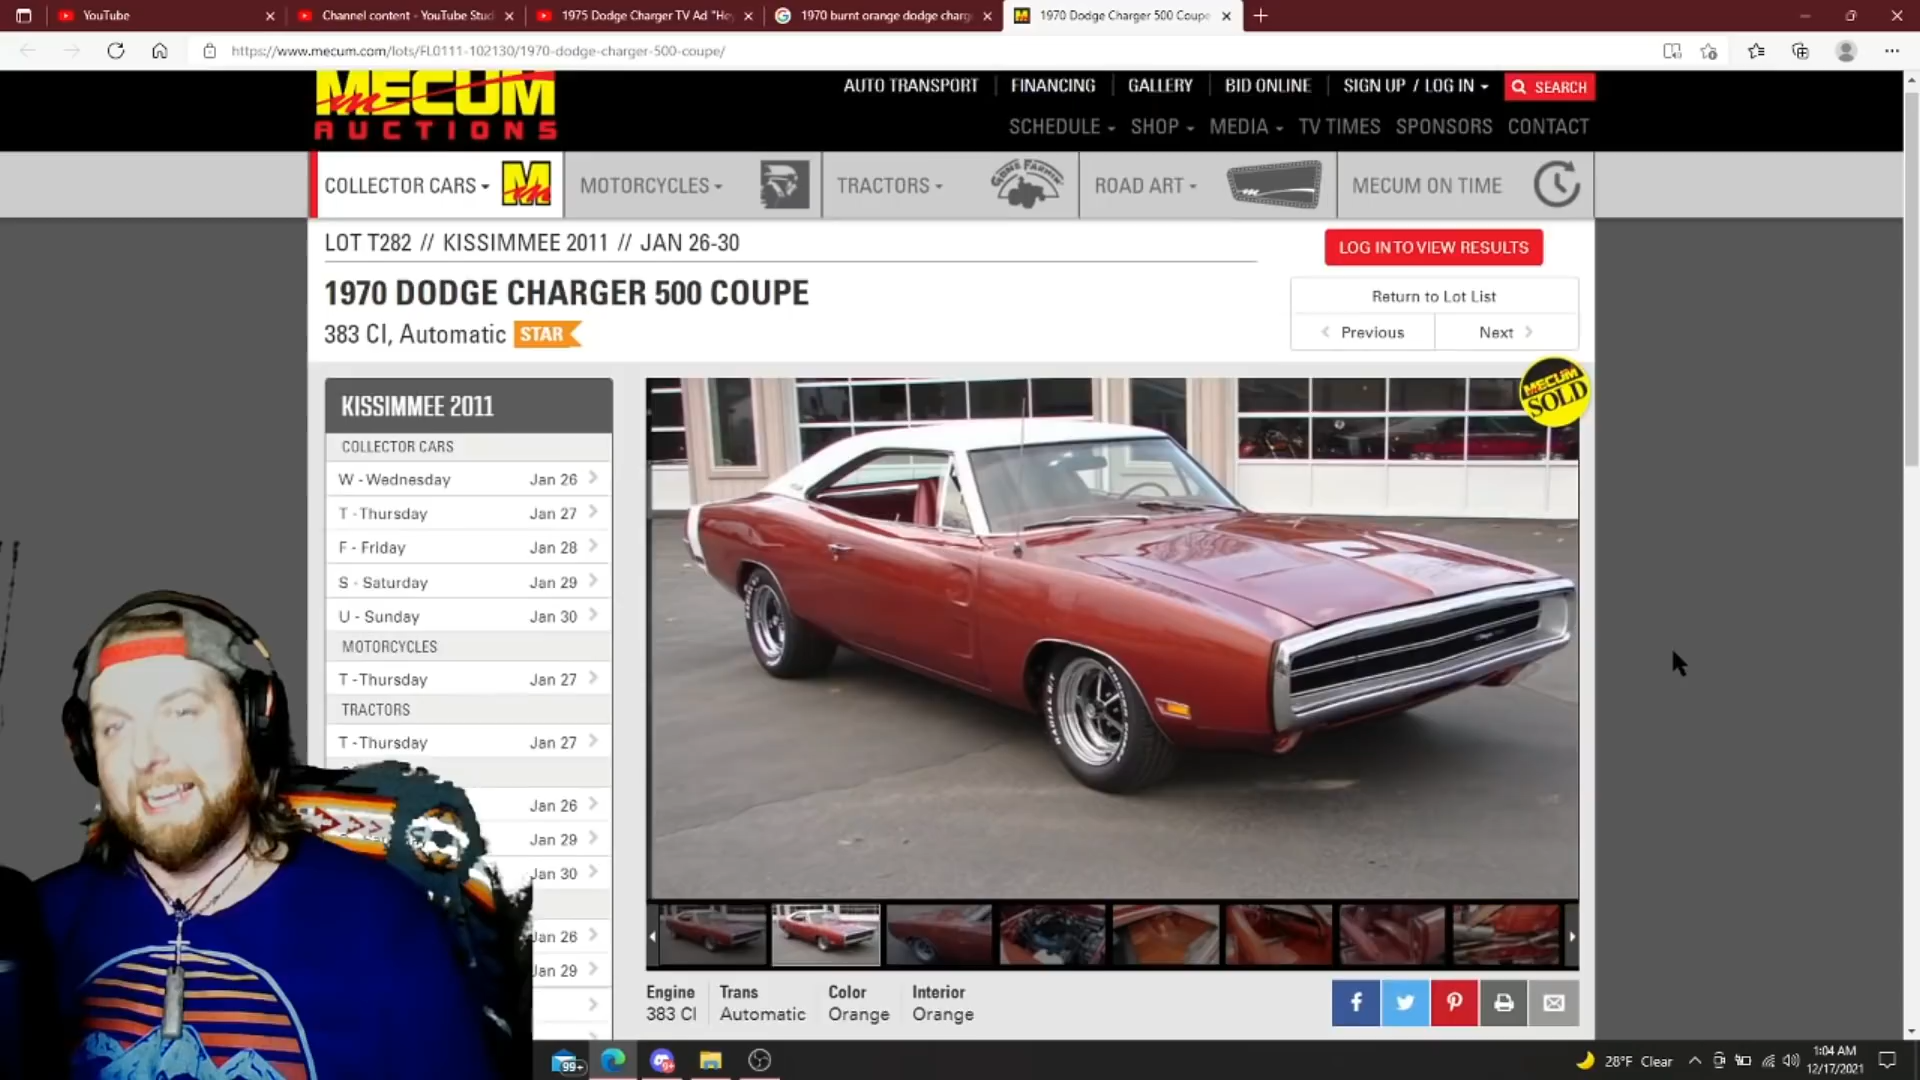 YouTube
Channel content - YouTube Stud
1975 Dodge Charger TV Ad "He
1970 burnt orange dodge charg
1970 Dodge Charger 500 Coupe
https://www.mecum.com/lots/FL0111-102130/1970-dodge-charger-500-coupe/
MECUM
AUCTIONS
AUTO TRANSPORT
FINANCING
GALLERY
BID ONLINE
SIGN UP / LOG IN
SEARCH
SCHEDULE
SHOP
MEDIA
TV TIMES
SPONSORS
CONTACT
COLLECTOR CARS
M
MOTORCYCLES
TRACTORS
GONE FARMIN'
ROAD ART
MECUM ON TIME
LOT T282 // KISSIMMEE 2011 // JAN 26-30
LOG IN TO VIEW RESULTS
1970 DODGE CHARGER 500 COUPE
383 CI, Automatic STAR
Return to Lot List
Previous
Next
KISSIMMEE 2011
COLLECTOR CARS
W - Wednesday Jan 26
T - Thursday Jan 27
F - Friday Jan 28
S - Saturday Jan 29
U - Sunday Jan 30
MOTORCYCLES
T - Thursday Jan 27
TRACTORS
T - Thursday Jan 27
Jan 26
Jan 29
Jan 30
Jan 26
Jan 29
MECUM
SOLD
RADIAL G/T
Engine
383 CI
Trans
Automatic
Color
Orange
Interior
Orange
99+
9+
28°F Clear
1:04 AM
12/17/2021